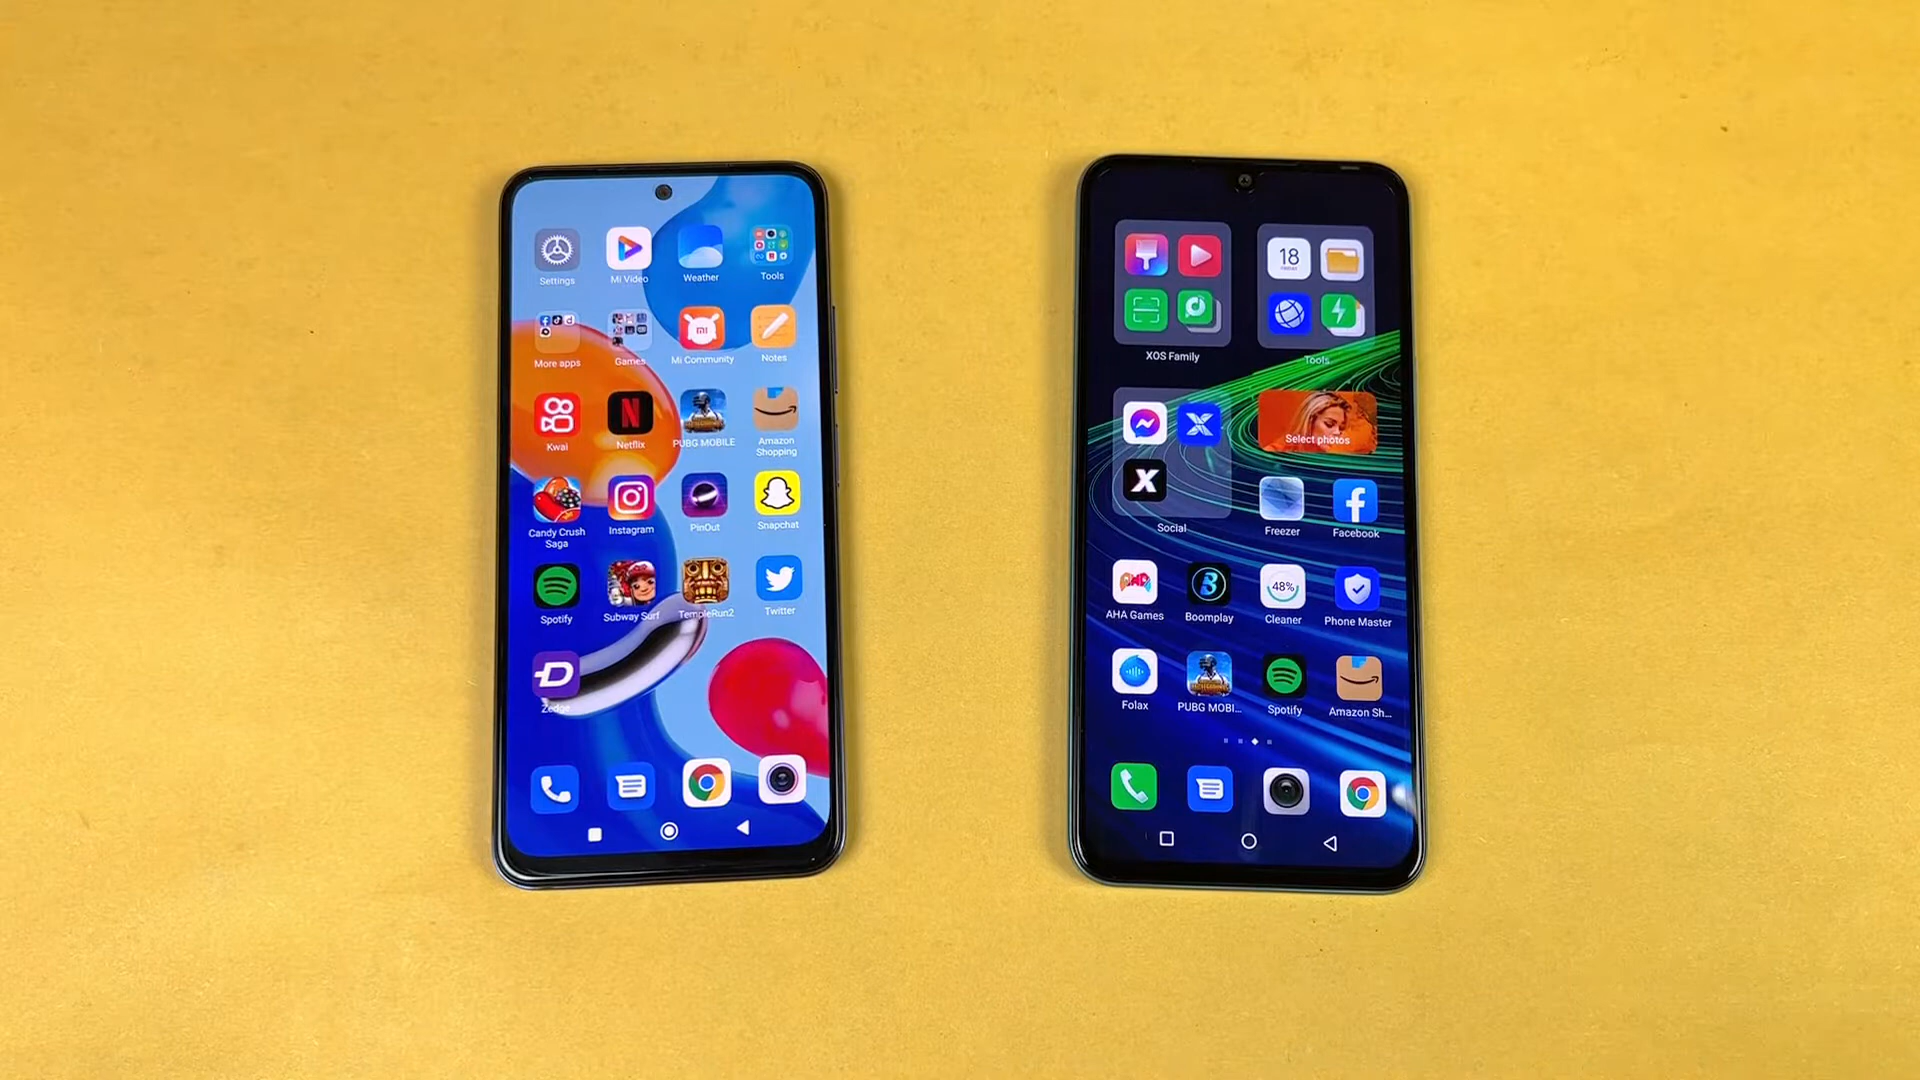 Settings
Mi Video
Weather
Tools
More apps
Games
Mi Community
Notes
Kwai
Netflix
PUBG MOBILE
Amazon
Shopping
Candy Crush
Saga
Instagram
PinOut
Snapchat
Spotify
Subway Surf
TempleRun2
Twitter
Zedge
18
XOS Family
Tools
Select photos
Social
Freezer
Facebook
48%
AHA Games
Boomplay
Cleaner
Phone Master
Folax
PUBG MOBI...
Spotify
Amazon Sh...